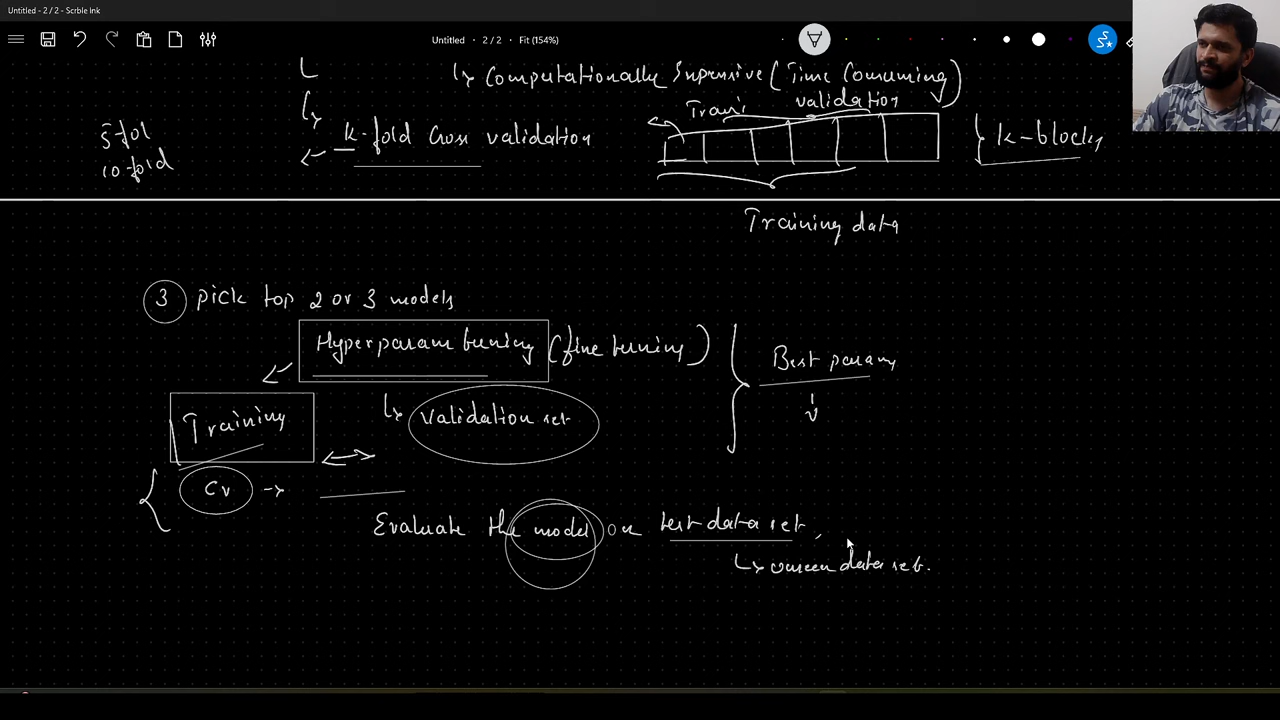 Untitled - 2 / 2 - Scrble Ink
Untitled • 2 / 2 • Fit (154%)
↳ Computationally Expensive (Time Consuming)
Train validation
5-fol
10-fold
k-fold Cross validation
k-blocks
Training data
3 pick top 2 or 3 models
Hyperparam tuning (fine tuning)
Best params
Training
↳ Validation set
CV →
Evaluate the model on test data set,
↳ unseen data set.